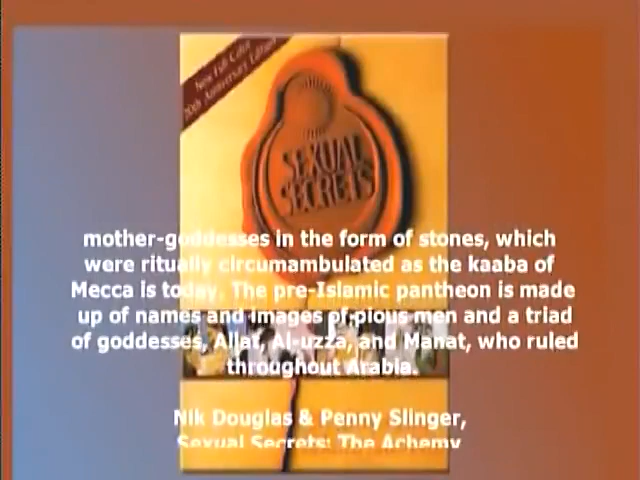 New Full-Color
20th Anniversary Edition
SEXUAL
SECRETS
mother-goddesses in the form of stones, which
were ritually circumambulated as the kaaba of
Mecca is today. The pre-Islamic pantheon is made
up of names and images of pious men and a triad
of goddesses, Allat, Al-uzza, and Manat, who ruled
throughout Arabia.
Nik Douglas & Penny Slinger,
Sexual Secrets: The Achemy